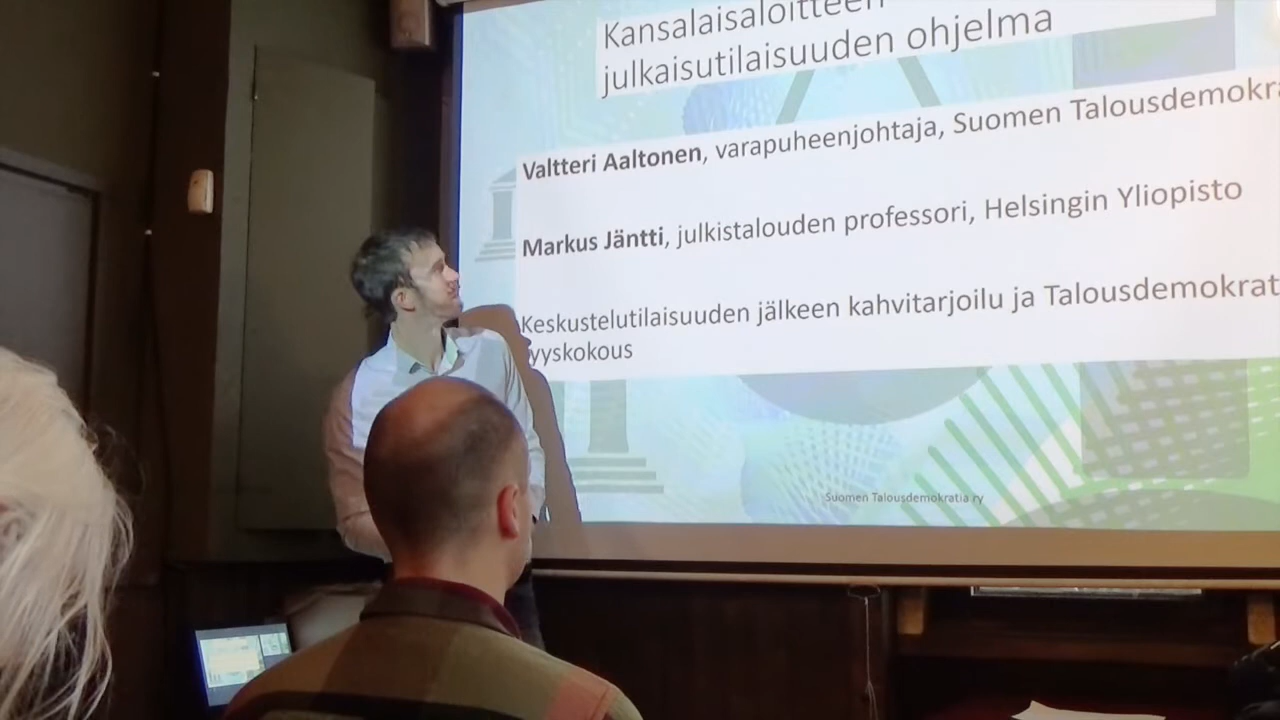 Kansalaisaloitteen
julkaisutilaisuuden ohjelma
Valtteri Aaltonen, varapuheenjohtaja, Suomen Talousdemokra
Markus Jäntti, julkistalouden professori, Helsingin Yliopisto
Keskustelutilaisuuden jälkeen kahvitarjoilu ja Talousdemokrat
yyskokous
Suomen Talousdemokratia ry